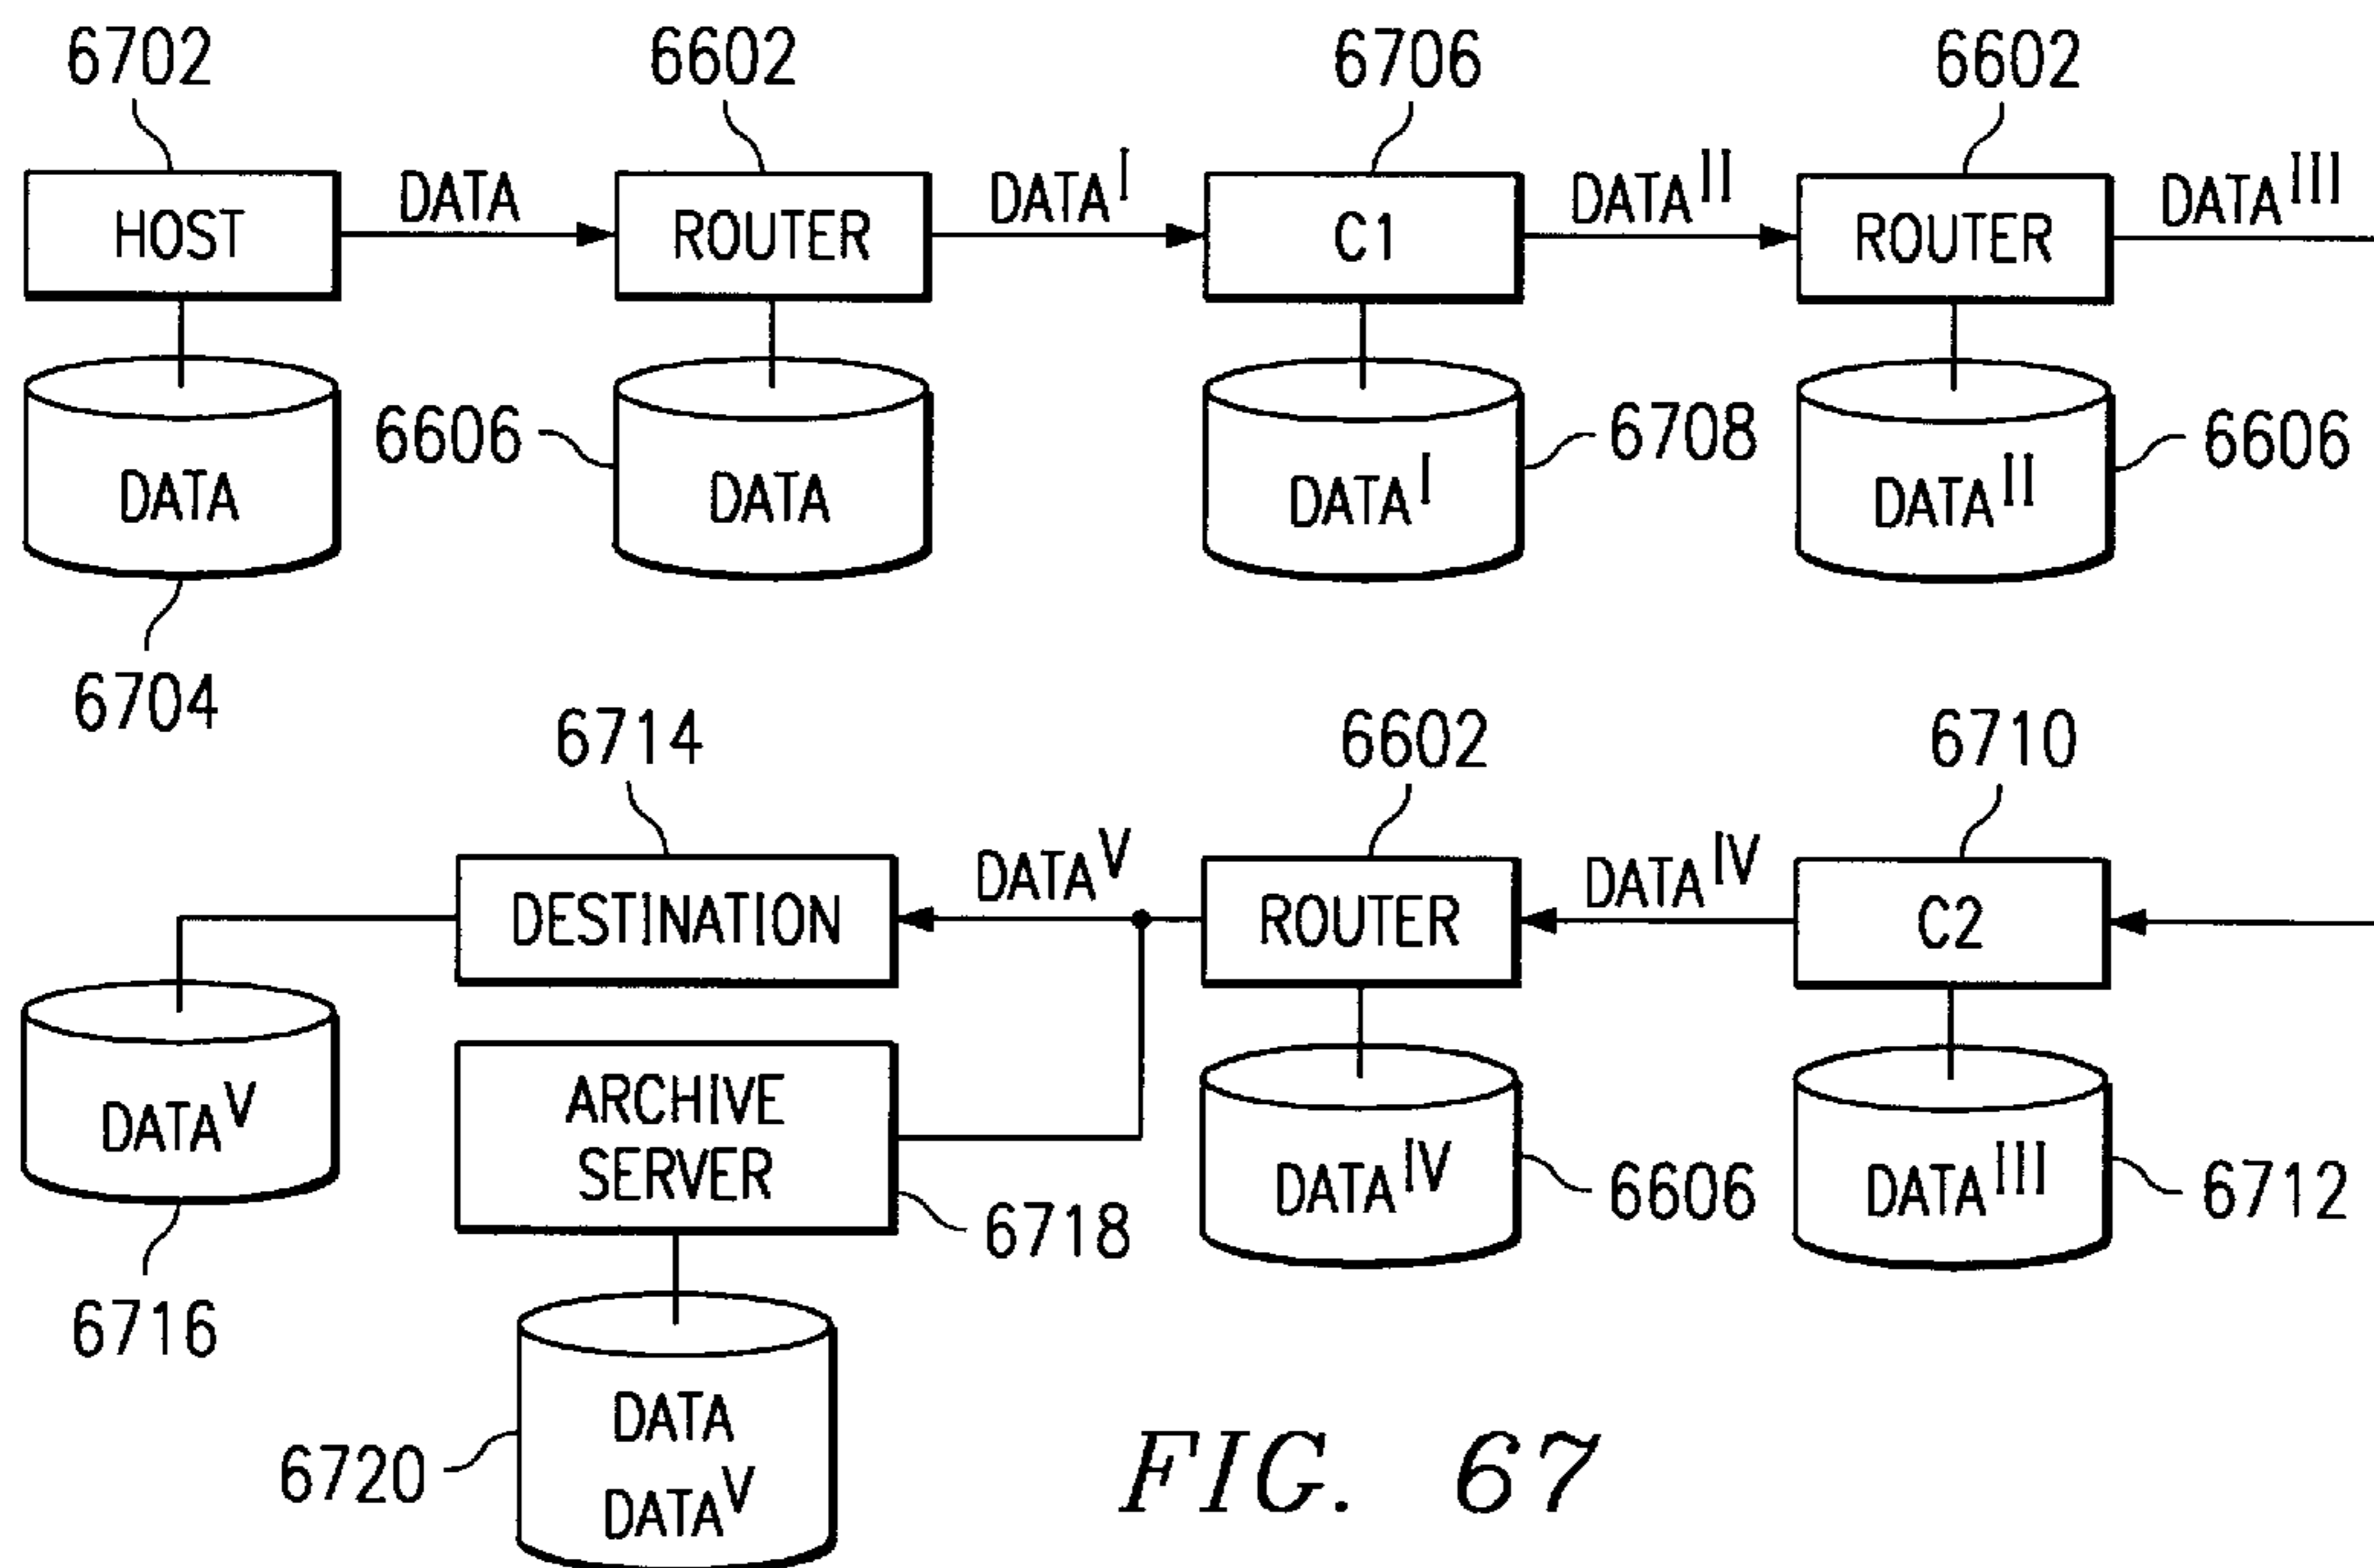 6702
6602
6706
6602
DATA
DATA^I
DATA^II
DATA^III
HOST
ROUTER
C1
ROUTER
6606
6708
6606
DATA
DATA
DATA^I
DATA^II
6704
6714
6602
6710
DATA^V
DATA^IV
DESTINATION
ROUTER
C2
DATA^V
ARCHIVE
SERVER
DATA^IV
DATA^III
6718
6606
6712
6716
DATA
DATA^V
6720
FIG. 67